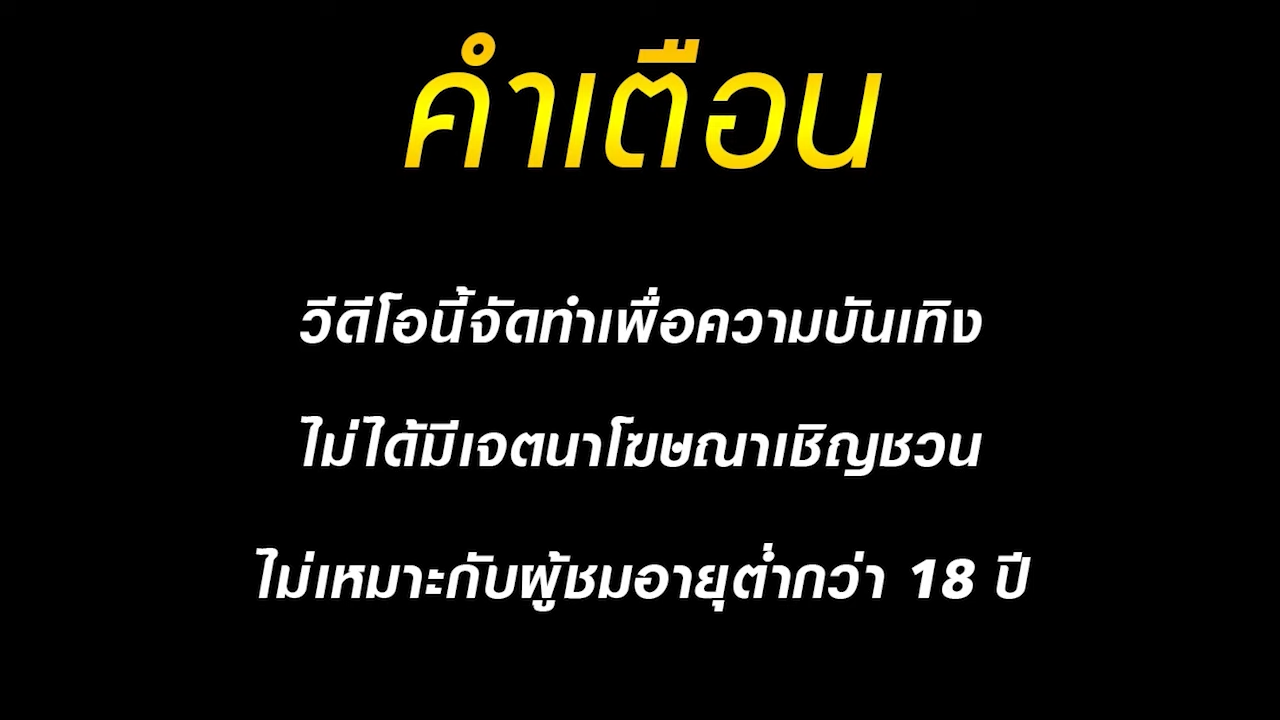 คำเตือน
วีดีโอนี้จัดทำเพื่อความบันเทิง
ไม่ได้มีเจตนาโฆษณาเชิญชวน
ไม่เหมาะกับผู้ชมอายุต่ำกว่า 18 ปี